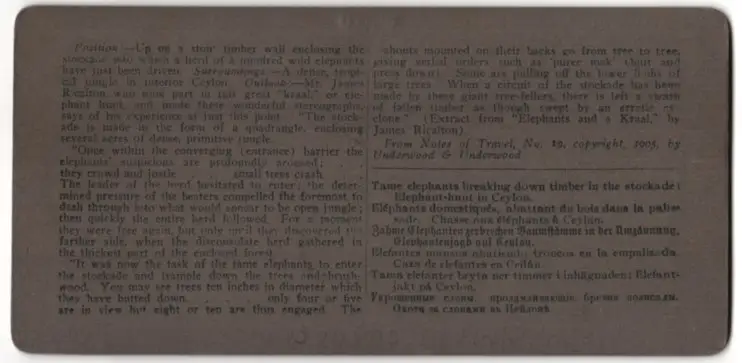 Position.—Up on a stout timber wall enclosing the
stockade into which a herd of a hundred wild elephants
have just been driven. Surroundings.—A dense, tropi-
cal jungle in interior Ceylon. Outlook.—Mr. James
Ricalton, who took part in this great "kraal," or ele-
phant hunt, and made these wonderful stereographs,
says of his experience at just this point: "The stock-
ade is made in the form of a quadrangle, enclosing
several acres of dense, primitive jungle.
"Once within the converging (entrance) barrier the
elephants' suspicions are profoundly aroused; . . .
they crowd and jostle . . . small trees crash . . .
The leader of the herd hesitated to enter; the deter-
mined pressure of the beaters compelled the foremost to
dash through into what would seem to be open jungle;
then quickly the entire herd followed. For a moment
they were free again, but only until they discovered the
farther side, when the disconsolate herd gathered in
the thickest part of the enclosed forest.
"It was now the task of the tame elephants to enter
the stockade and trample down the trees and brush-
wood. You may see trees ten inches in diameter which
they have butted down. . . . . . only four or five
are in view but eight or ten are thus engaged. The
mahouts mounted on their backs go from tree to tree,
giving serial orders such as 'purer mak' (bunt and
press down). Some are pulling off the lower limbs of
large trees. When a circuit of the stockade has been
made by these giant tree-fellers, there is left a swath
of fallen timber as though swept by an erratic cy-
clone." (Extract from "Elephants and a Kraal," by
James Ricalton).
From Notes of Travel, No. 19, copyright, 1905, by
Underwood & Underwood
Tame elephants breaking down timber in the stockade;
Elephant-hunt in Ceylon.
Eléphants domestiqués, abattant du bois dans la palis-
sade. Chasse aux éléphants à Ceylan.
Zahme Elephanten zerbrechen Baumstämme in der Umzäunung,
Elephantenjagd auf Ceylon.
Elefantes mansos abatiendo troncos en la empalizada.
Caza de elefantes en Ceilán.
Tama elefanter bryta ner timmer i inhägnaden; Elefant-
jakt på Ceylon.
Укрощенные слоны, проламливающіе бревна
Охота за слонами на Цейлонѣ.